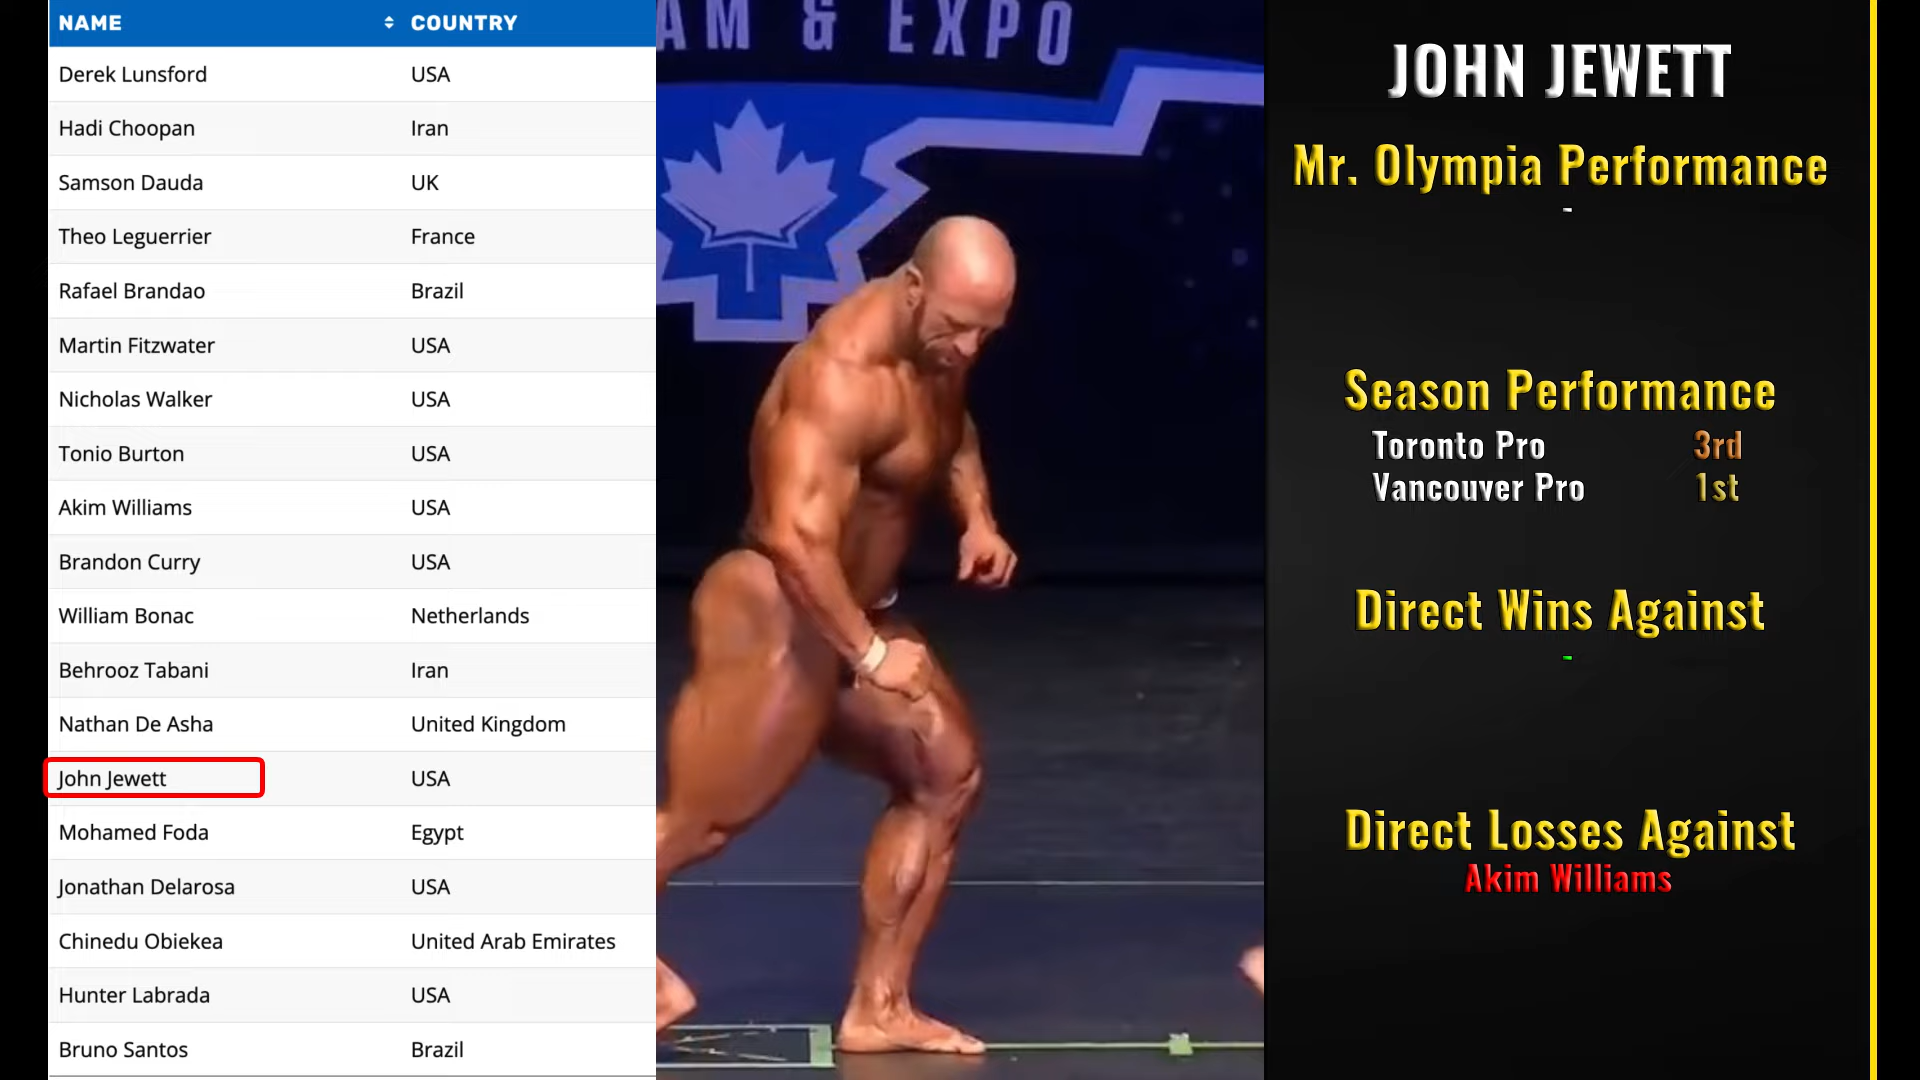 NAME COUNTRY
Derek Lunsford USA
Hadi Choopan Iran
Samson Dauda UK
Theo Leguerrier France
Rafael Brandao Brazil
Martin Fitzwater USA
Nicholas Walker USA
Tonio Burton USA
Akim Williams USA
Brandon Curry USA
William Bonac Netherlands
Behrooz Tabani Iran
Nathan De Asha United Kingdom
John Jewett USA
Mohamed Foda Egypt
Jonathan Delarosa USA
Chinedu Obiekea United Arab Emirates
Hunter Labrada USA
Bruno Santos Brazil
AM & EXPO
JOHN JEWETT
Mr. Olympia Performance
-
Season Performance
Toronto Pro 3rd
Vancouver Pro 1st
Direct Wins Against
-
Direct Losses Against
Akim Williams